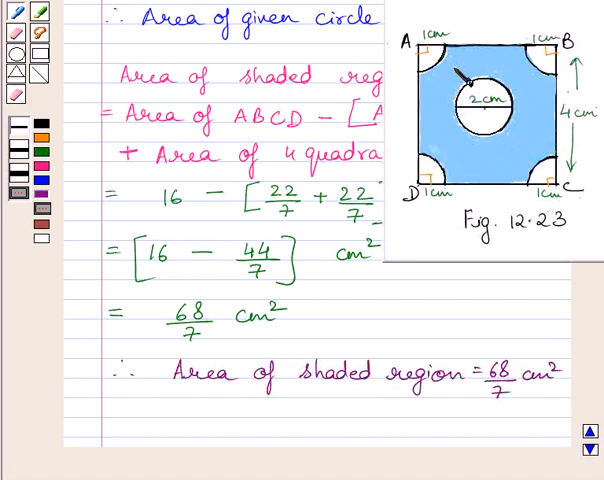 ∴ Area of given circle
Area of shaded reg
= Area of ABCD - [A
+ Area of 4 quadra
= 16 - [22/7 + 22/7
= [16 - 44/7] cm²
= 68/7 cm²
∴ Area of shaded region = 68/7 cm²
A 1cm 1cm B
2cm
4cm
D 1cm 1cm C
Fig. 12.23